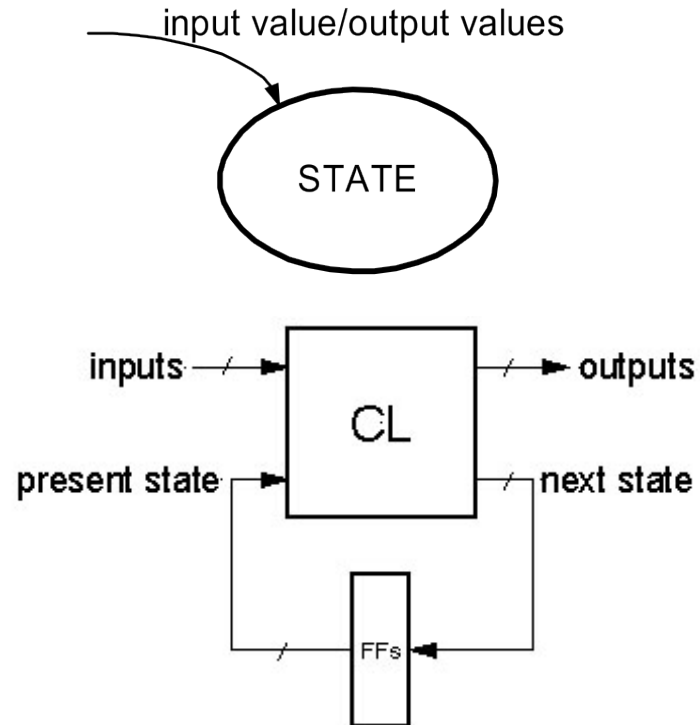 input value/output values
STATE
inputs
outputs
CL
present state
next state
FFs